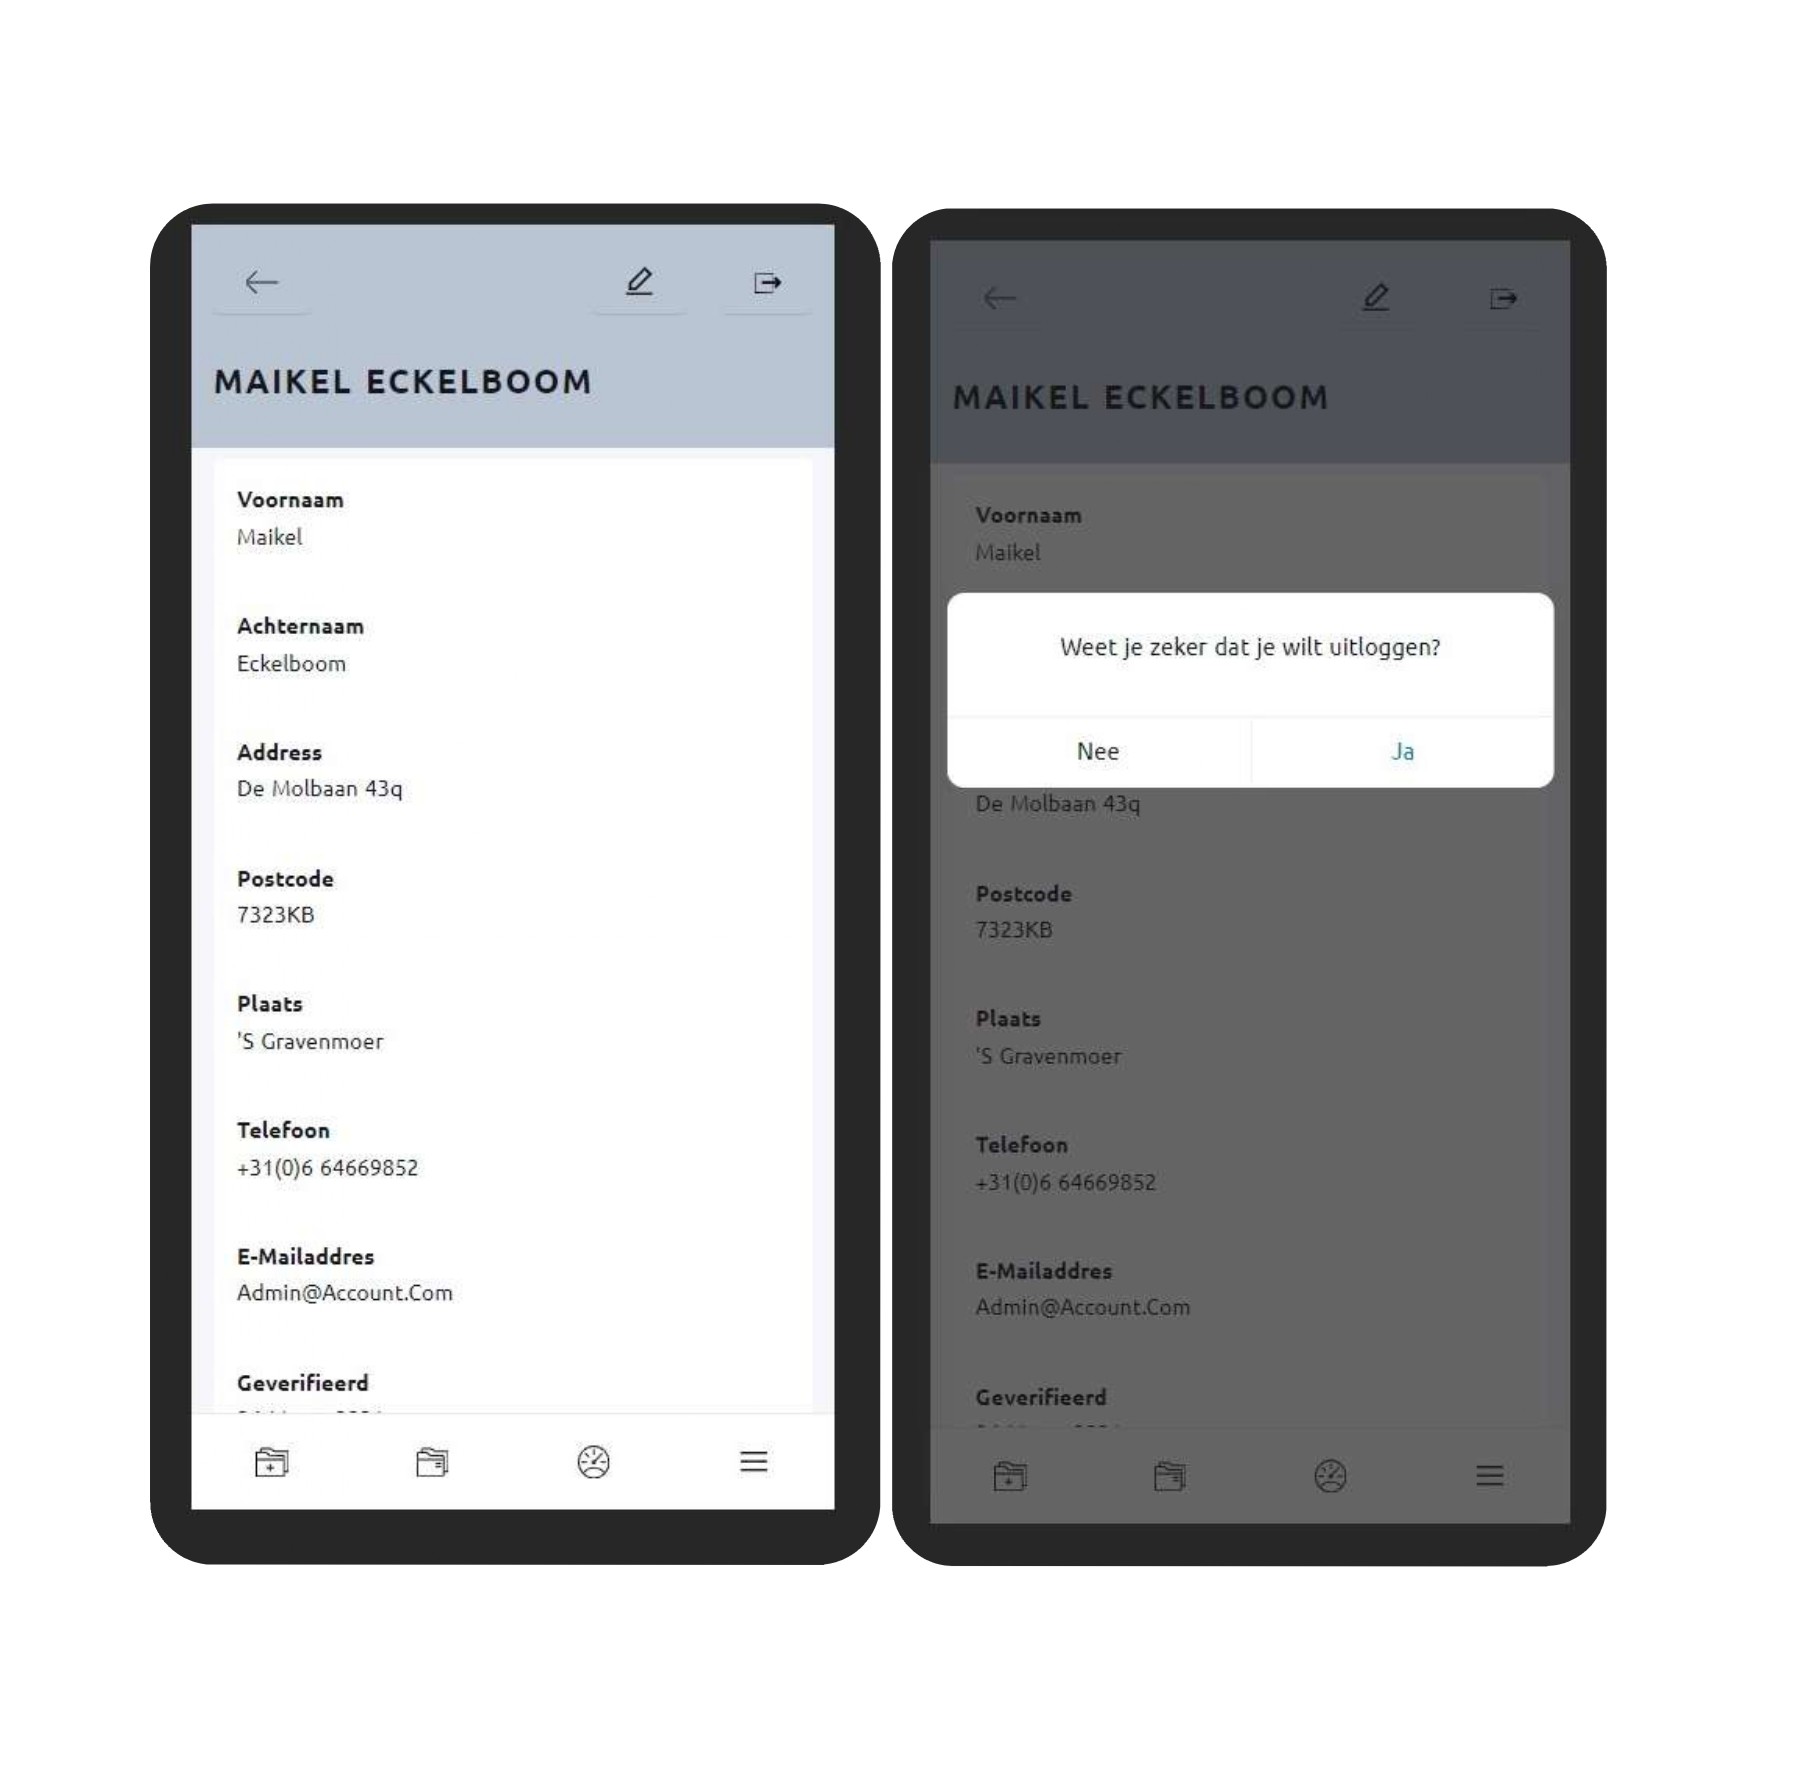 MAIKEL ECKELBOOM
Voornaam
Maikel
Achternaam
Eckelboom
Address
De Molbaan 43q
Postcode
7323KB
Plaats
'S Gravenmoer
Telefoon
+31(0)6 64669852
E-Mailaddres
Admin@Account.Com
Geverifieerd
MAIKEL ECKELBOOM
Voornaam
Maikel
Weet je zeker dat je wilt uitloggen?
Nee
Ja
De Molbaan 43q
Postcode
7323KB
Plaats
'S Gravenmoer
Telefoon
+31(0)6 64669852
E-Mailaddres
Admin@Account.Com
Geverifieerd